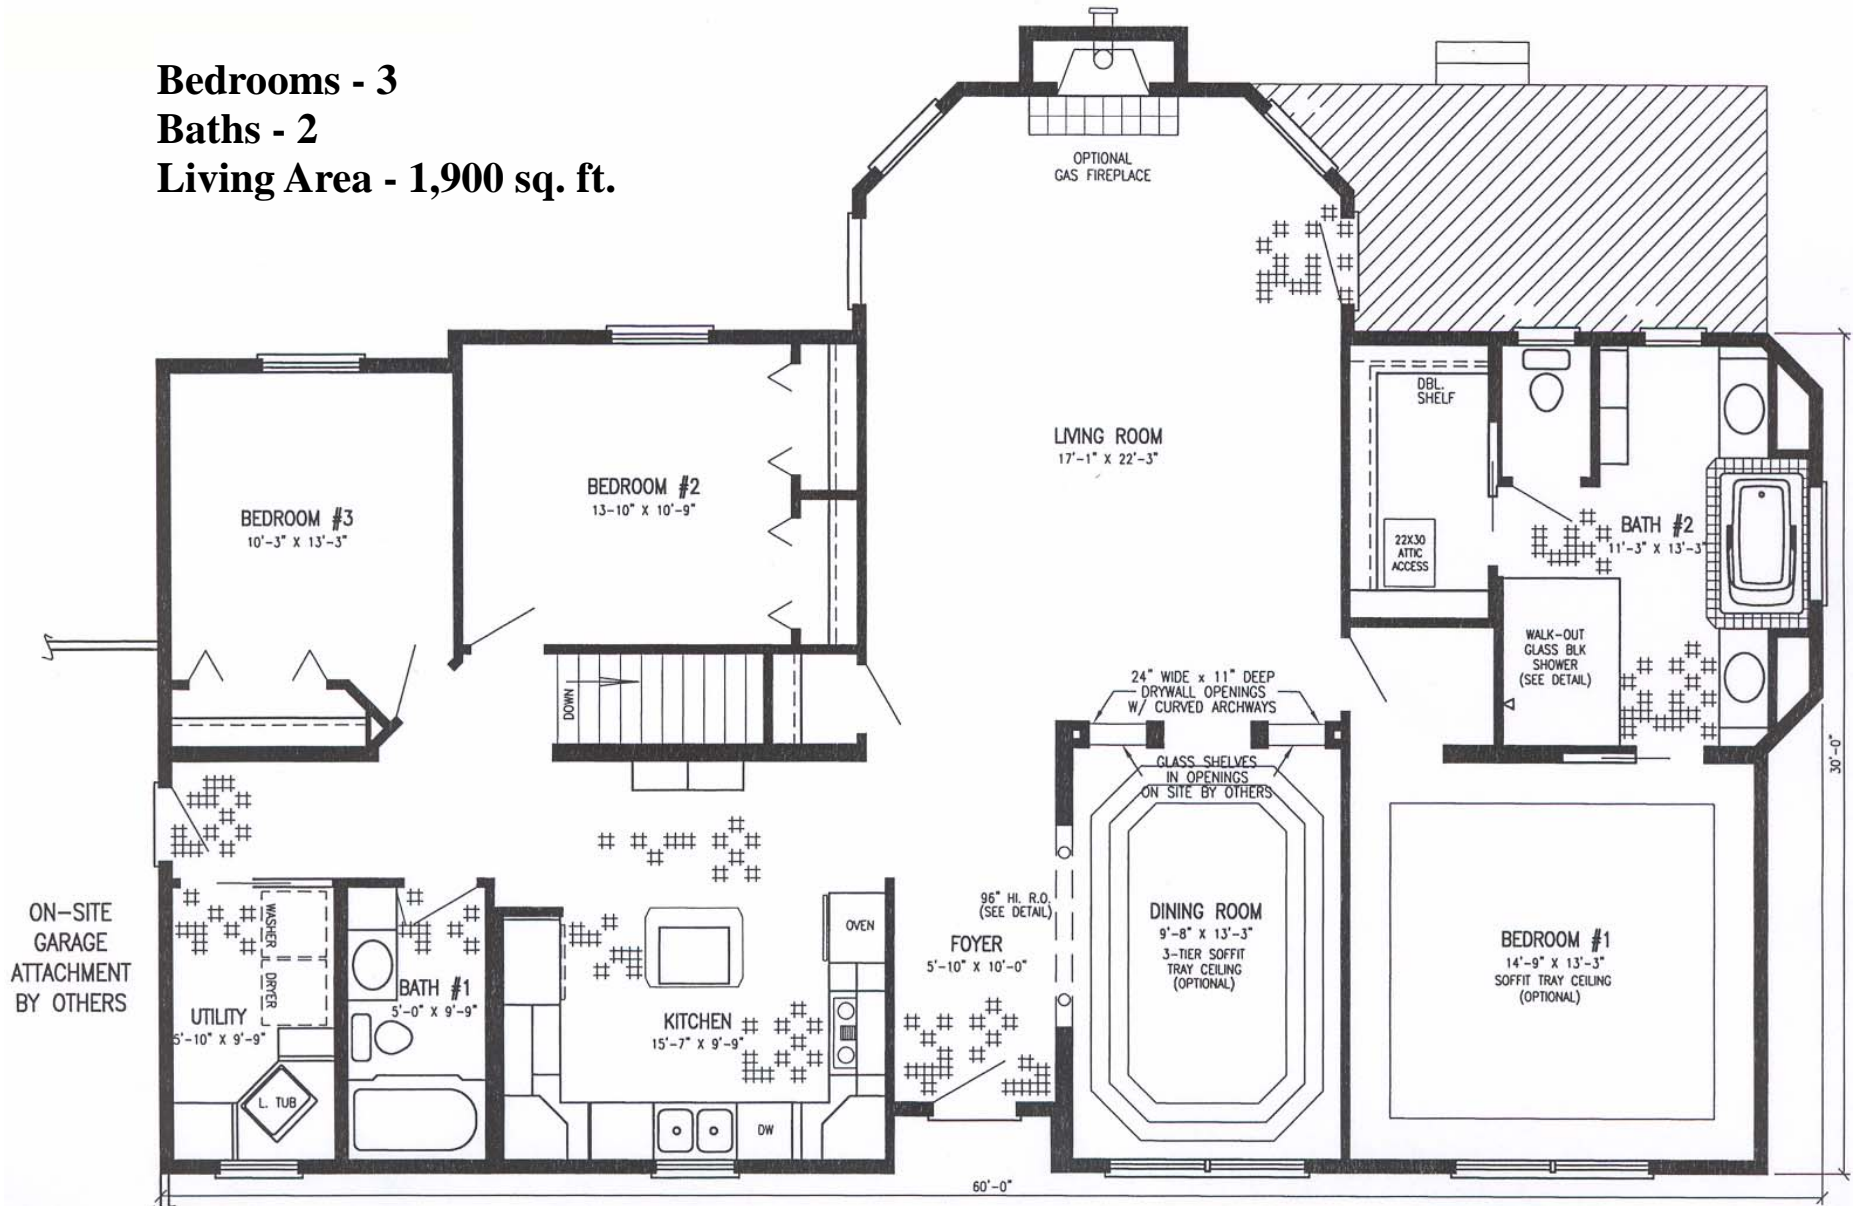 Bedrooms - 3
Baths - 2
Living Area - 1,900 sq. ft.
OPTIONAL
GAS FIREPLACE
LIVING ROOM
17'-1" X 22'-3"
DBL.
SHELF
22X30
ATTIC
ACCESS
BATH #2
11'-3" X 13'-3"
WALK-OUT
GLASS BLK
SHOWER
(SEE DETAIL)
BEDROOM #2
13-10" X 10'-9"
BEDROOM #3
10'-3" X 13'-3"
DOWN
24" WIDE x 11" DEEP
DRYWALL OPENINGS
W/ CURVED ARCHWAYS
GLASS SHELVES
IN OPENINGS
ON SITE BY OTHERS
30'-0"
ON-SITE
GARAGE
ATTACHMENT
BY OTHERS
WASHER
DRYER
UTILITY
5'-10" X 9'-9"
L. TUB
BATH #1
5'-0" X 9'-9"
KITCHEN
15'-7" X 9'-9"
OVEN
DW
96" HI. R.O.
(SEE DETAIL)
FOYER
5'-10" X 10'-0"
DINING ROOM
9'-8" X 13'-3"
3-TIER SOFFIT
TRAY CEILING
(OPTIONAL)
BEDROOM #1
14'-9" X 13'-3"
SOFFIT TRAY CEILING
(OPTIONAL)
60'-0"